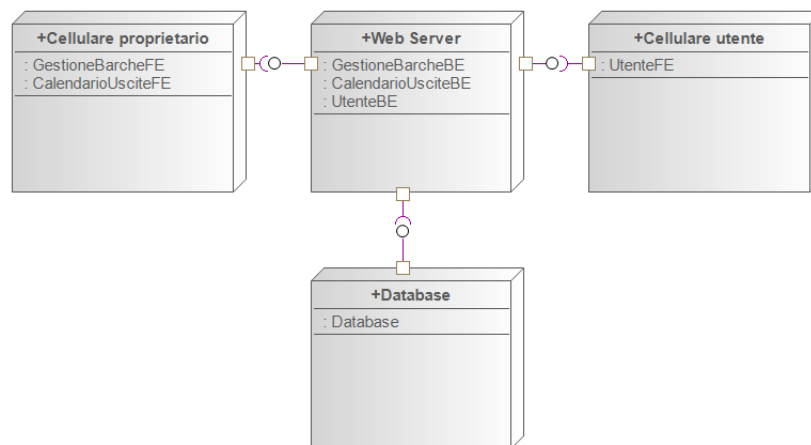 +Cellulare proprietario
: GestioneBarcheFE
: CalendarioUsciteFE
+Web Server
: GestioneBarcheBE
: CalendarioUsciteBE
: UtenteBE
+Cellulare utente
: UtenteFE
+Database
: Database